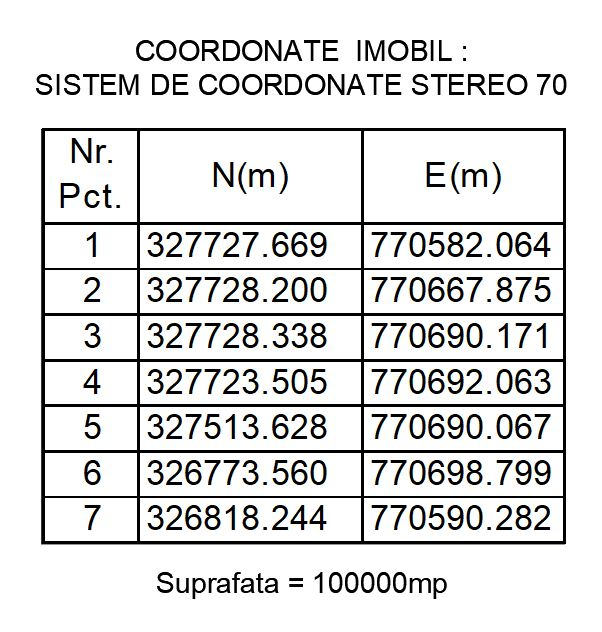 COORDONATE IMOBIL :
SISTEM DE COORDONATE STEREO 70
Nr. Pct. N(m) E(m)
1 327727.669 770582.064
2 327728.200 770667.875
3 327728.338 770690.171
4 327723.505 770692.063
5 327513.628 770690.067
6 326773.560 770698.799
7 326818.244 770590.282
Suprafata = 100000mp